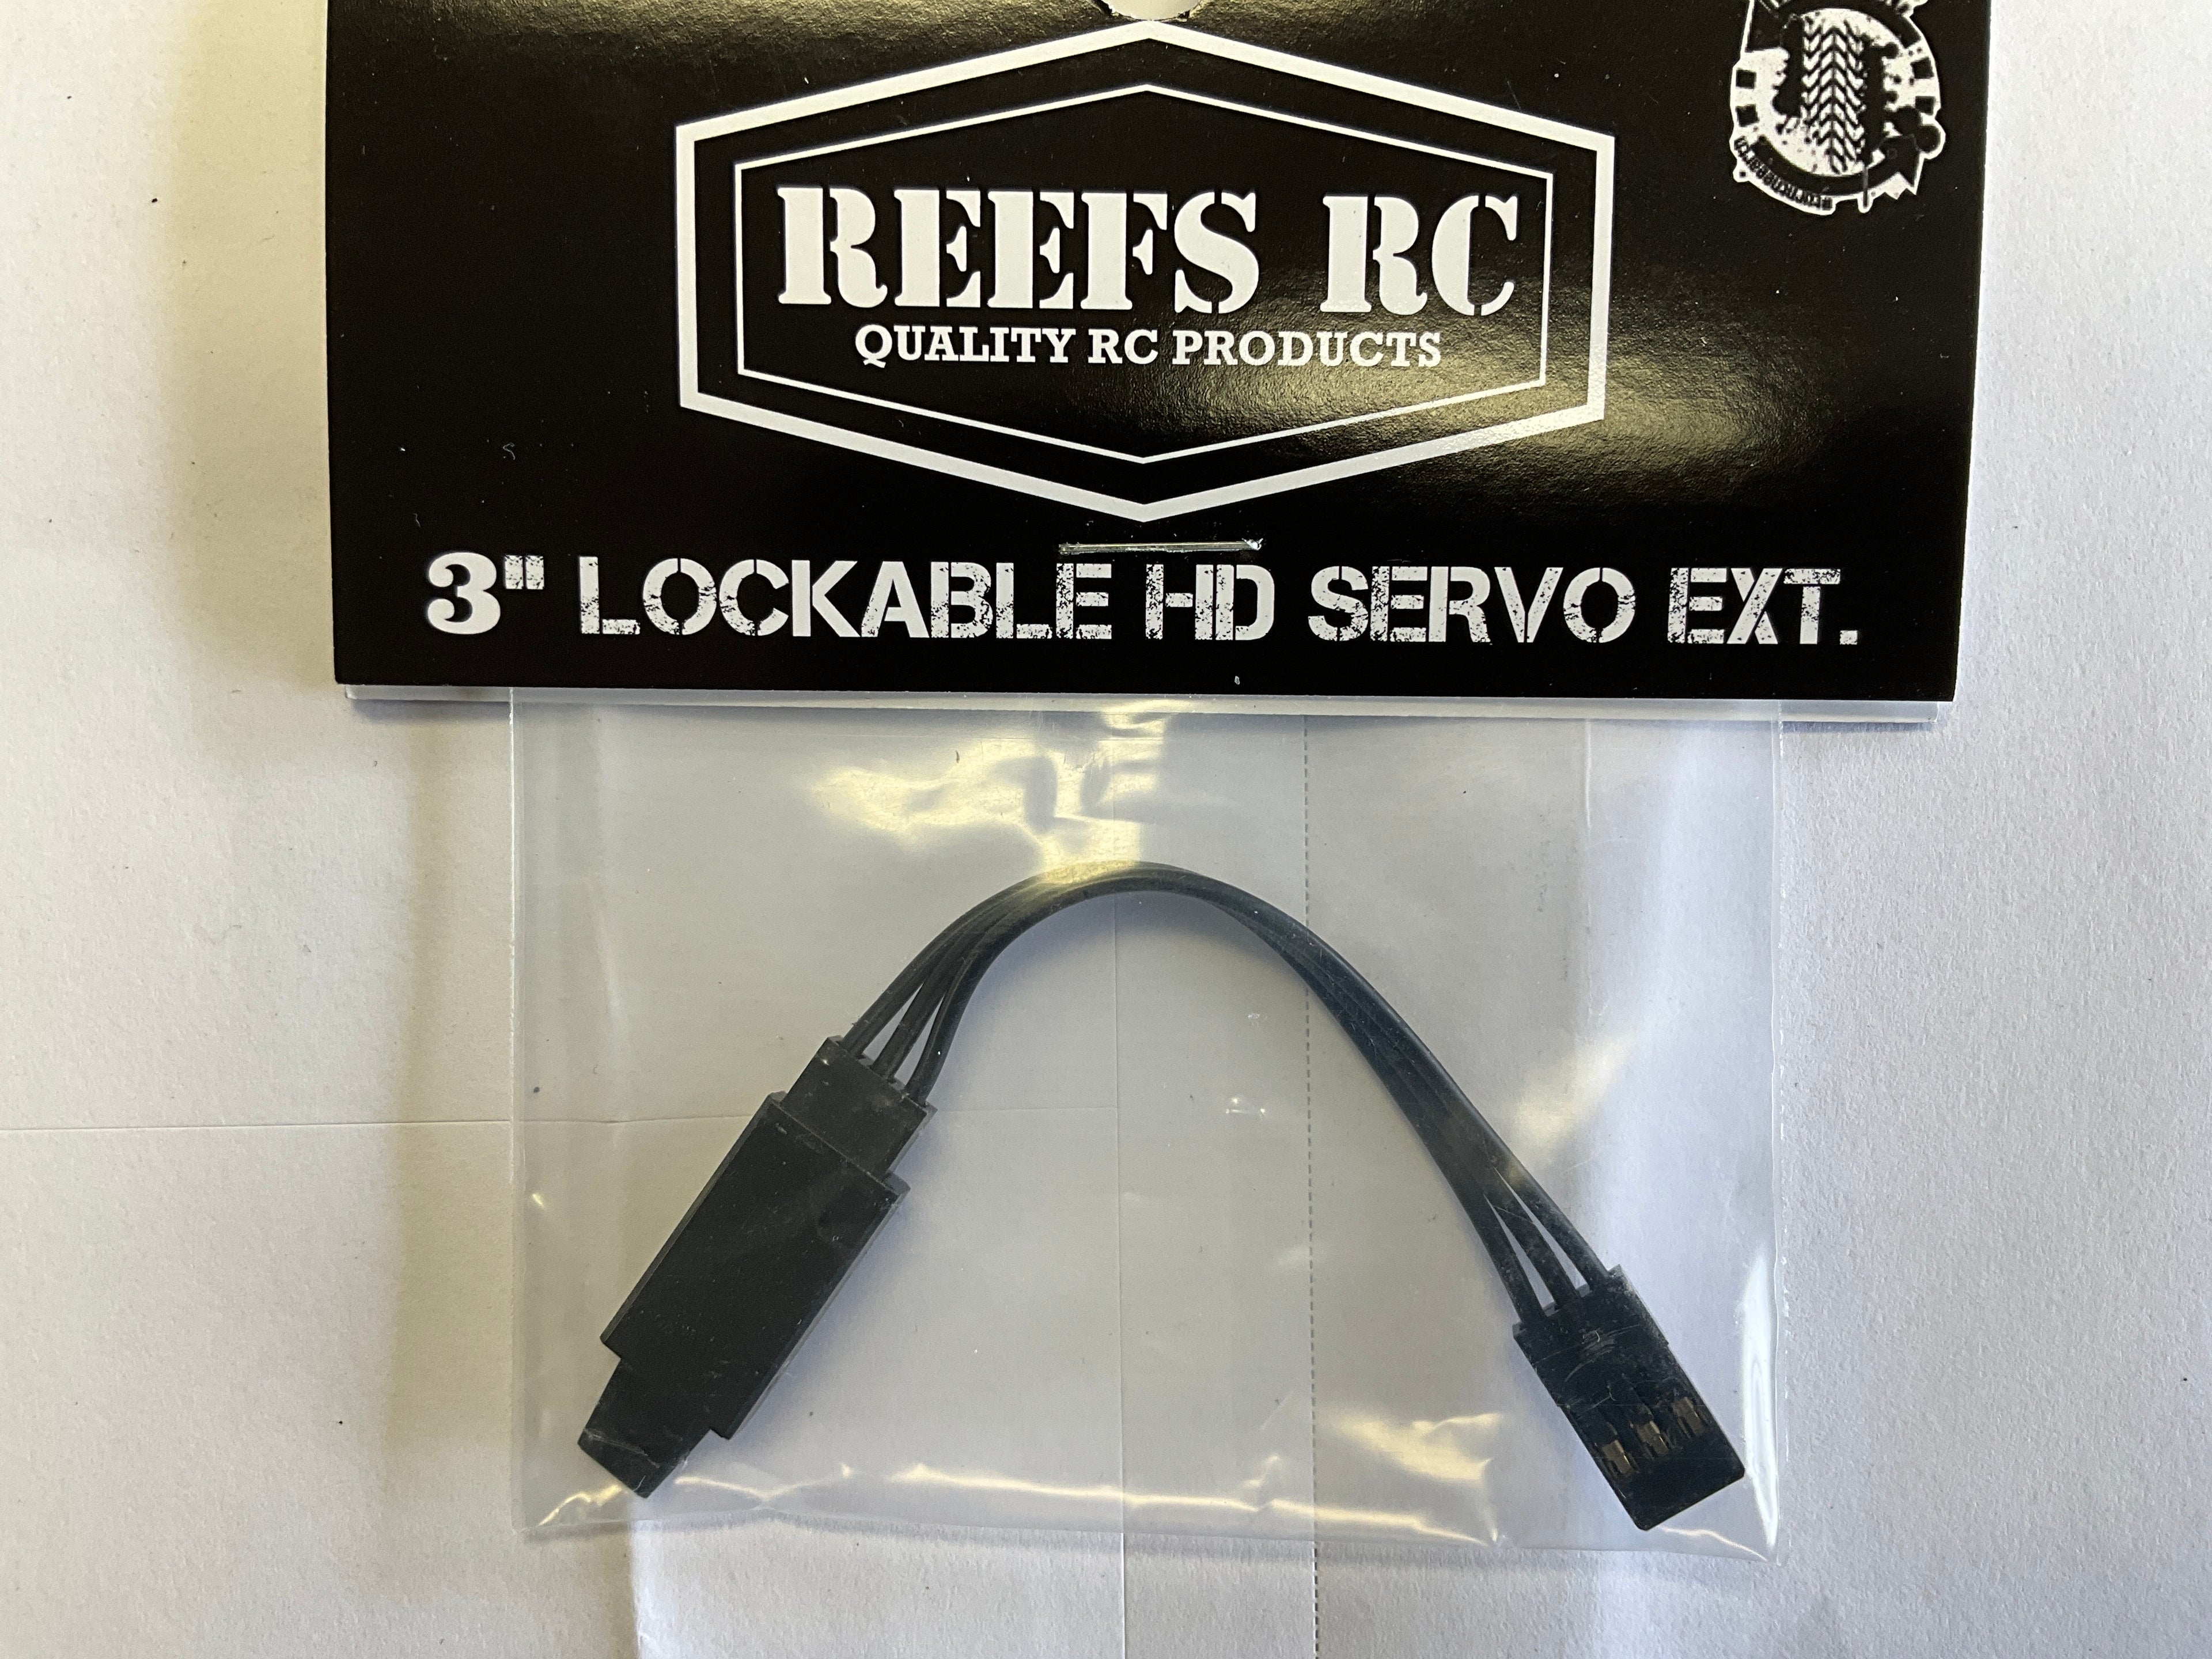 REEFS RC
QUALITY RC PRODUCTS
3" LOCKABLE HD SERVO EXT.